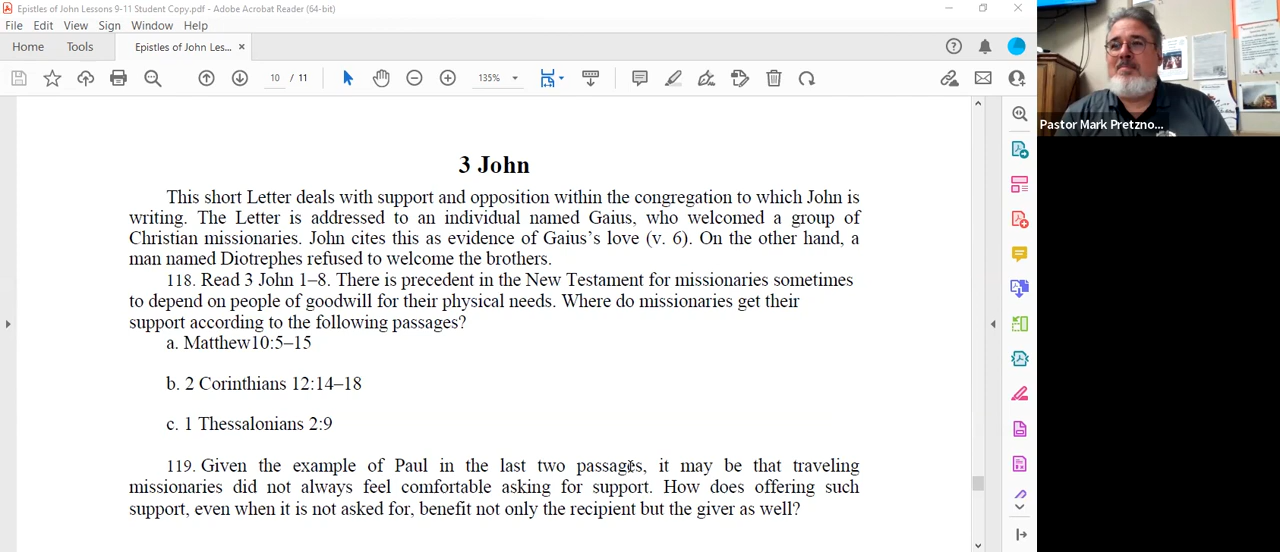 Epistles of John Lessons 9-11 Student Copy.pdf - Adobe Acrobat Reader (64-bit)
File Edit View Sign Window Help
Home Tools Epistles of John Les... ×
10 / 11 135%
Pastor Mark Pretzno...
3 John
This short Letter deals with support and opposition within the congregation to which John is
writing. The Letter is addressed to an individual named Gaius, who welcomed a group of
Christian missionaries. John cites this as evidence of Gaius's love (v. 6). On the other hand, a
man named Diotrephes refused to welcome the brothers.
118. Read 3 John 1–8. There is precedent in the New Testament for missionaries sometimes
to depend on people of goodwill for their physical needs. Where do missionaries get their
support according to the following passages?
a. Matthew10:5–15
b. 2 Corinthians 12:14–18
c. 1 Thessalonians 2:9
119. Given the example of Paul in the last two passages, it may be that traveling
missionaries did not always feel comfortable asking for support. How does offering such
support, even when it is not asked for, benefit not only the recipient but the giver as well?